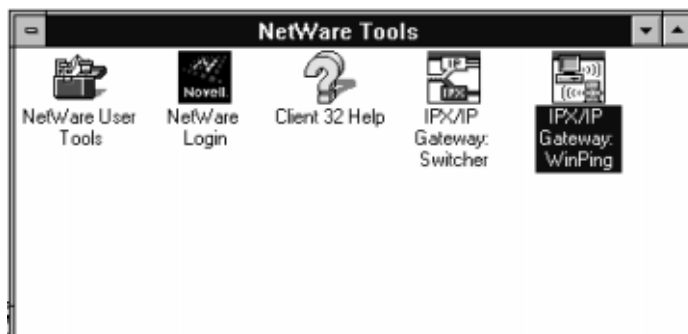 NetWare Tools
IP
IPX
Novell.
NetWare User
Tools
NetWare
Login
Client 32 Help
IPX/IP
Gateway:
Switcher
IPX/IP
Gateway:
WinPing